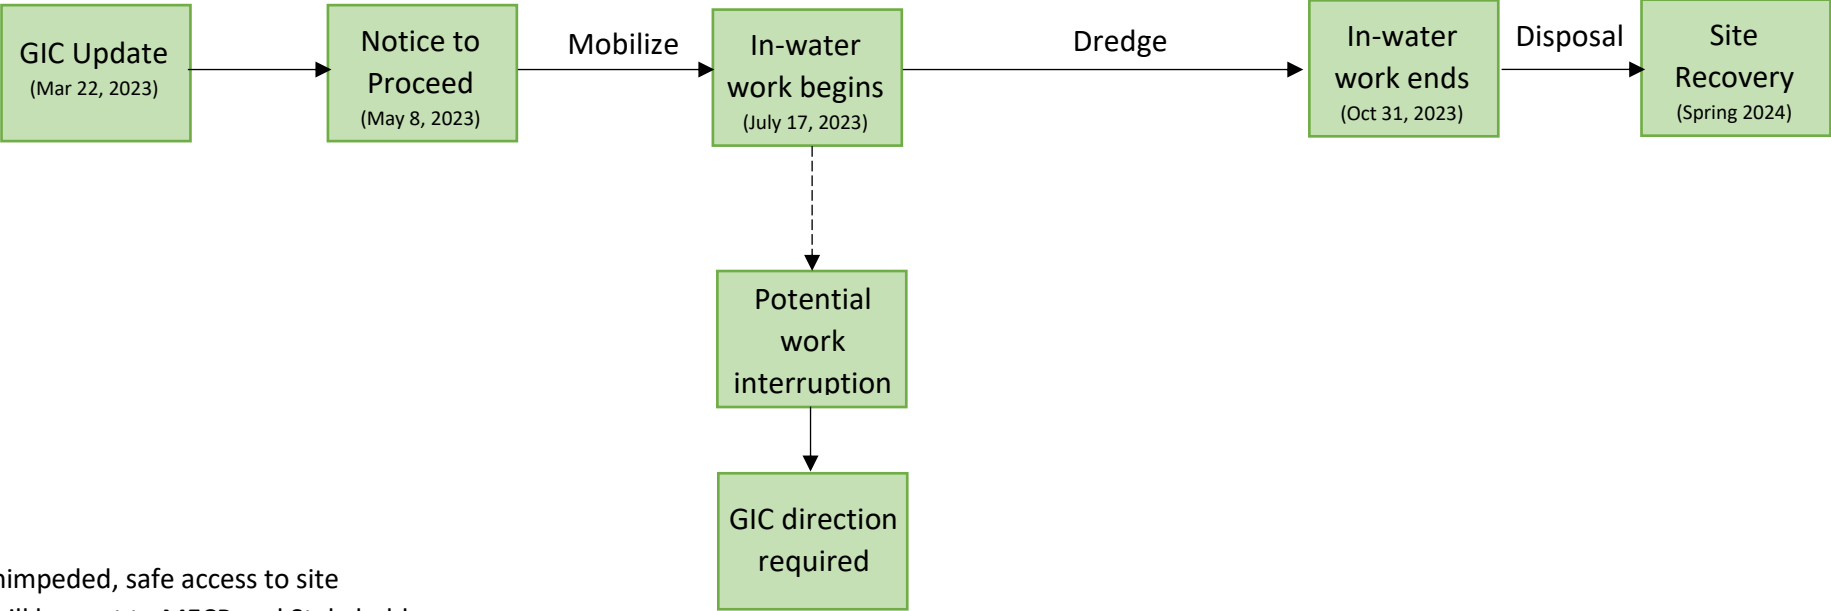 GIC Update
(Mar 22, 2023)
Notice to
Proceed
(May 8, 2023)
Mobilize
In-water
work begins
(July 17, 2023)
Dredge
In-water
work ends
(Oct 31, 2023)
Disposal
Site
Recovery
(Spring 2024)
Potential
work
interruption
GIC direction
required
nimpeded, safe access to site